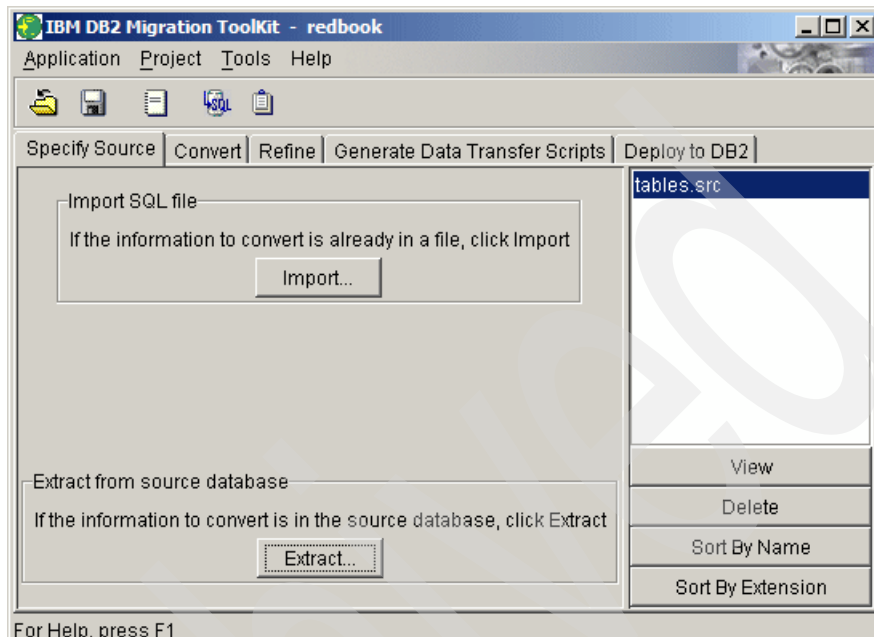 IBM DB2 Migration ToolKit - redbook
Application Project Tools Help
SQL
Specify Source Convert Refine Generate Data Transfer Scripts Deploy to DB2
Import SQL file
If the information to convert is already in a file, click Import
Import...
tables.src
Extract from source database
If the information to convert is in the source database, click Extract
Extract...
View
Delete
Sort By Name
Sort By Extension
For Help, press F1